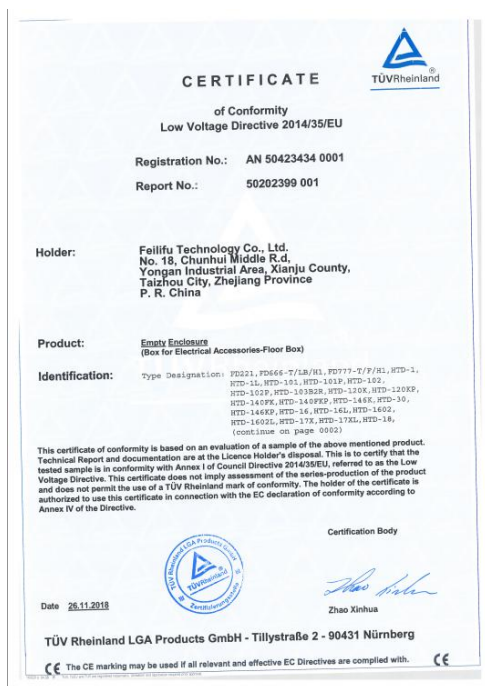 TÜVRheinland®
CERTIFICATE
of Conformity
Low Voltage Directive 2014/35/EU
Registration No.: AN 50423434 0001
Report No.: 50202399 001
Holder: Feilifu Technology Co., Ltd.
No. 18, Chunhui Middle R.d,
Yongan Industrial Area, Xianju County,
Taizhou City, Zhejiang Province
P. R. China
Product: Empty Enclosure
(Box for Electrical Accessories-Floor Box)
Identification: Type Designation: PD221,PD666-T/LB/H1,FD777-T/F/H1,HTD-1,
HTD-1L,HTD-101,HTD-101P,HTD-102,
HTD-102P,HTD-103B2R,HTD-120K,HTD-120KP,
HTD-140FK,HTD-140FKP,HTD-146K,HTD-30,
HTD-146KP,HTD-16,HTD-16L,HTD-1602,
HTD-1602L,HTD-17X,HTD-17XL,HTD-18,
(continue on page 0002)
This certificate of conformity is based on an evaluation of a sample of the above mentioned product.
Technical Report and documentation are at the Licence Holder's disposal. This is to certify that the
tested sample is in conformity with Annex I of Council Directive 2014/35/EU, referred to as the Low
Voltage Directive. This certificate does not imply assessment of the series-production of the product
and does not permit the use of a TÜV Rheinland mark of conformity. The holder of the certificate is
authorized to use this certificate in connection with the EC declaration of conformity according to
Annex IV of the Directive.
Certification Body
TÜV Rheinland LGA Products GmbH
TÜVRheinland
Zertifizierungsstelle
Date 26.11.2018
Zhao Xinhua
TÜV Rheinland LGA Products GmbH - Tillystraße 2 - 90431 Nürnberg
CE The CE marking may be used if all relevant and effective EC Directives are complied with. CE